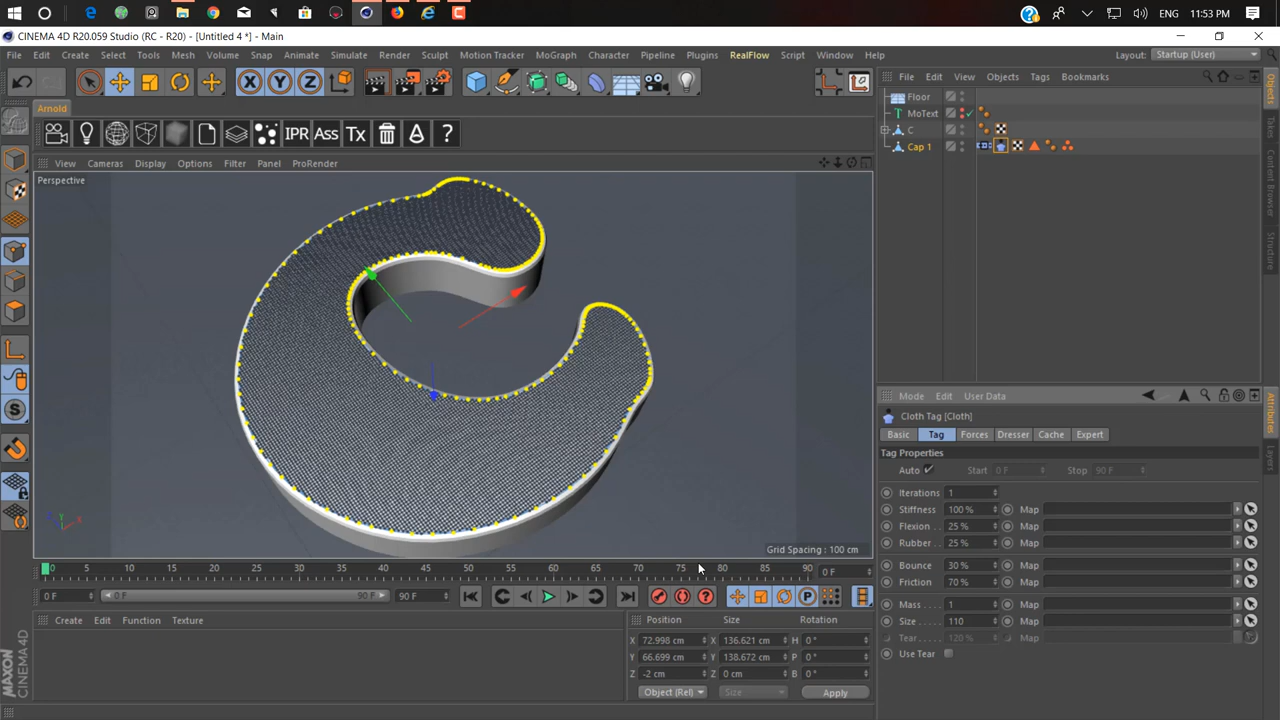 ENG 11:53 PM
CINEMA 4D R20.059 Studio (RC - R20) - [Untitled 4 *] - Main
File Edit Create Select Tools Mesh Volume Snap Animate Simulate Render Sculpt Motion Tracker MoGraph Character Pipeline Plugins RealFlow Script Window Help Layout: Startup (User)
X Y Z
File Edit View Objects Tags Bookmarks
Arnold
IPR Ass Tx ?
Floor
MoText
C
Cap 1
View Cameras Display Options Filter Panel ProRender
Perspective
Y
X
Z
Grid Spacing : 100 cm
Mode Edit User Data
Cloth Tag [Cloth]
Basic Tag Forces Dresser Cache Expert
Tag Properties
Auto Start 0 F Stop 90 F
Iterations 1
Stiffness 100 % Map
Flexion 25 % Map
Rubber 25 % Map
Bounce 30 % Map
Friction 70 % Map
Mass 1 Map
Size 110 Map
Tear 120 % Map
Use Tear
0 5 10 15 20 25 30 35 40 45 50 55 60 65 70 75 80 85 90 0 F
0 F 0 F 90 F 90 F
Create Edit Function Texture
Position Size Rotation
X 72.998 cm X 136.621 cm H 0 °
Y 66.699 cm Y 138.672 cm P 0 °
Z -2 cm Z 0 cm B 0 °
Object (Rel) Size Apply
MAXON CINEMA 4D
Objects
Takes
Content Browser
Structure
Attributes
Layers